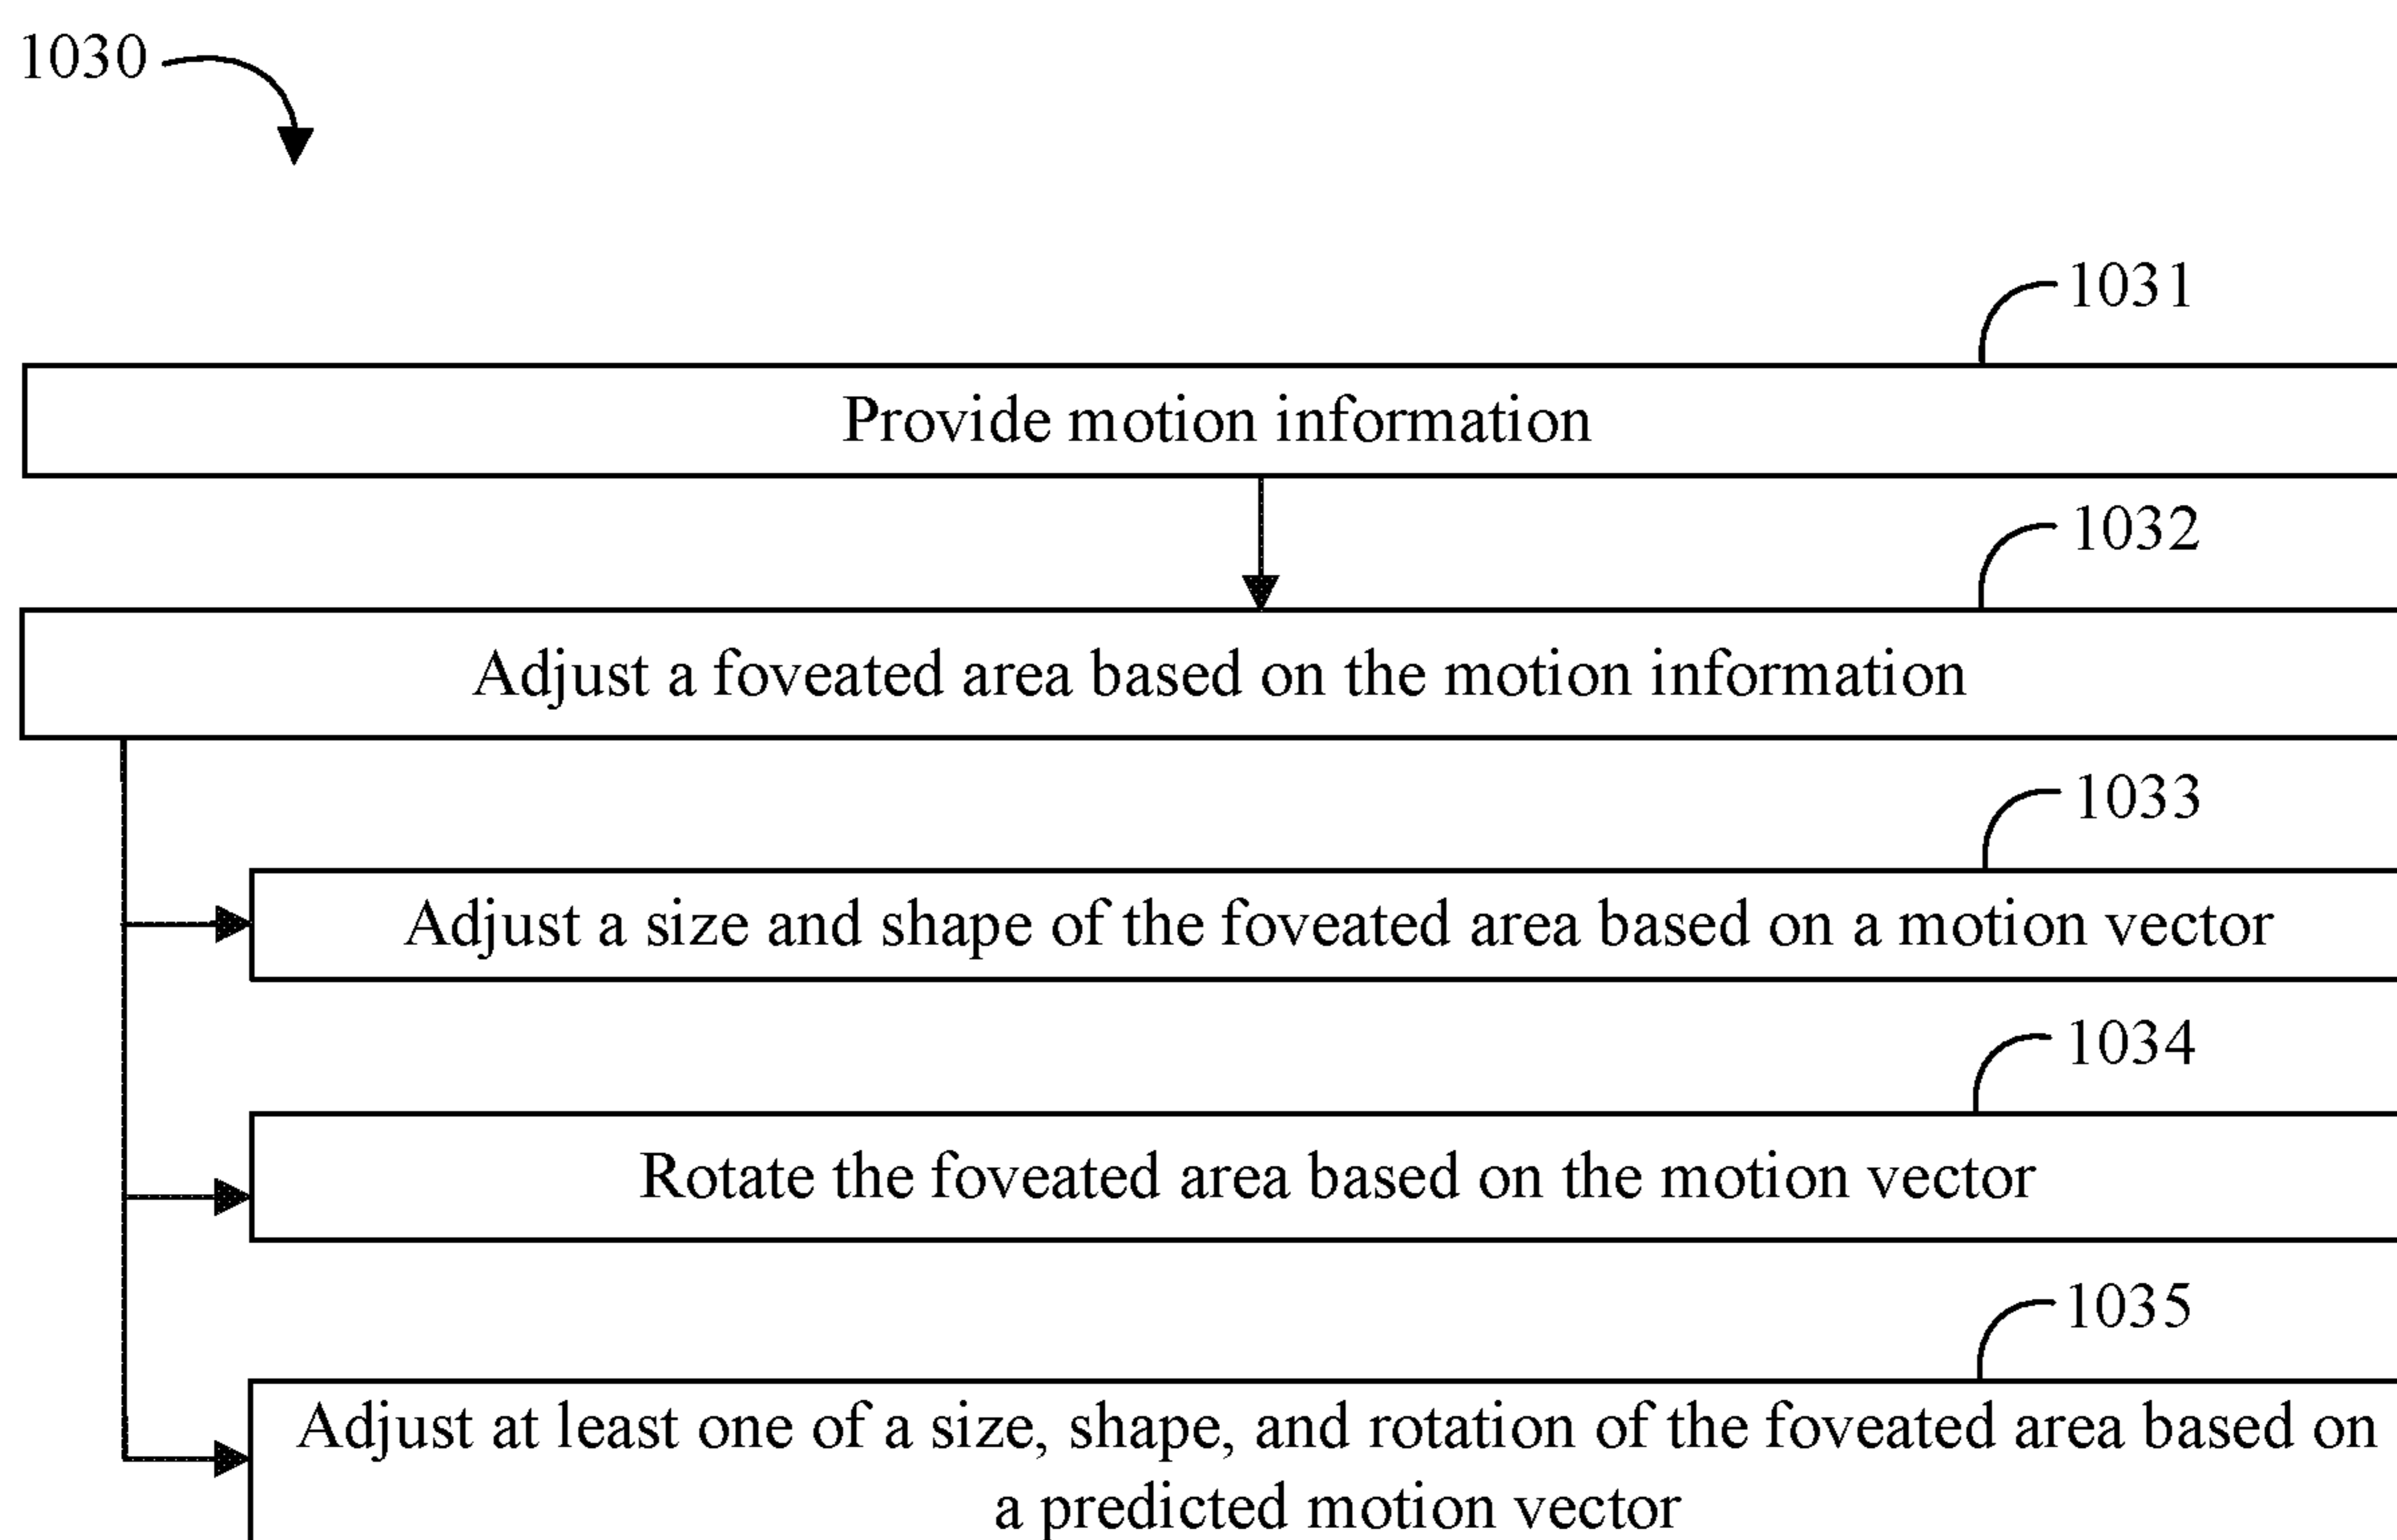 1030
1031
Provide motion information
1032
Adjust a foveated area based on the motion information
1033
Adjust a size and shape of the foveated area based on a motion vector
1034
Rotate the foveated area based on the motion vector
1035
Adjust at least one of a size, shape, and rotation of the foveated area based on
a predicted motion vector